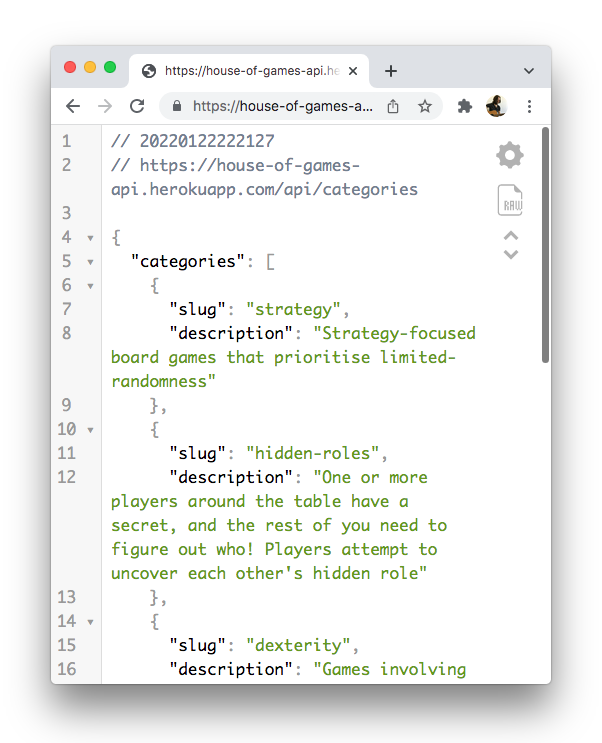 https://house-of-games-api.he
https://house-of-games-a...
1 // 20220122222127
2 // https://house-of-games-
api.herokuapp.com/api/categories
3
4 {
5 "categories": [
6 {
7 "slug": "strategy",
8 "description": "Strategy-focused
board games that prioritise limited-
randomness"
9 },
10 {
11 "slug": "hidden-roles",
12 "description": "One or more
players around the table have a
secret, and the rest of you need to
figure out who! Players attempt to
uncover each other's hidden role"
13 },
14 {
15 "slug": "dexterity",
16 "description": "Games involving
RAW